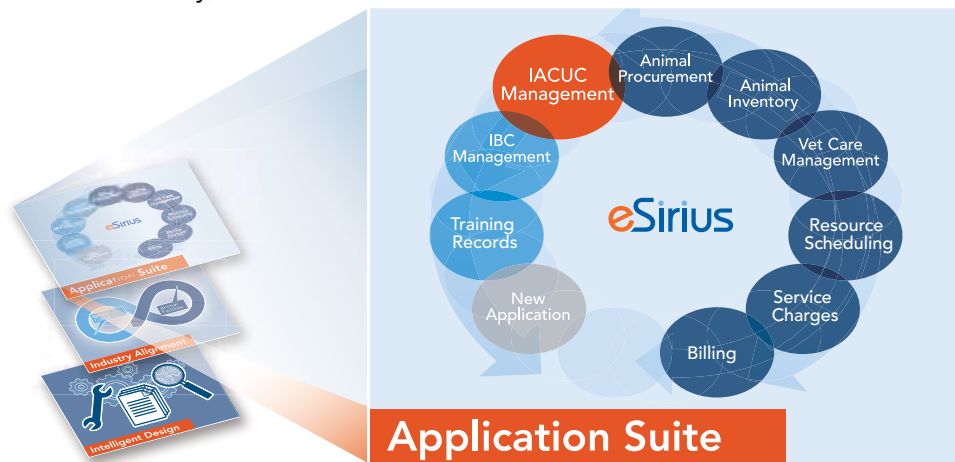 IACUC
Management
Animal
Procurement
Animal
Inventory
Vet Care
Management
Resource
Scheduling
Service
Charges
Billing
New
Application
Training
Records
IBC
Management
eSirius
Application Suite
eSirius
Application Suite
Industry Alignment
Intelligent Design